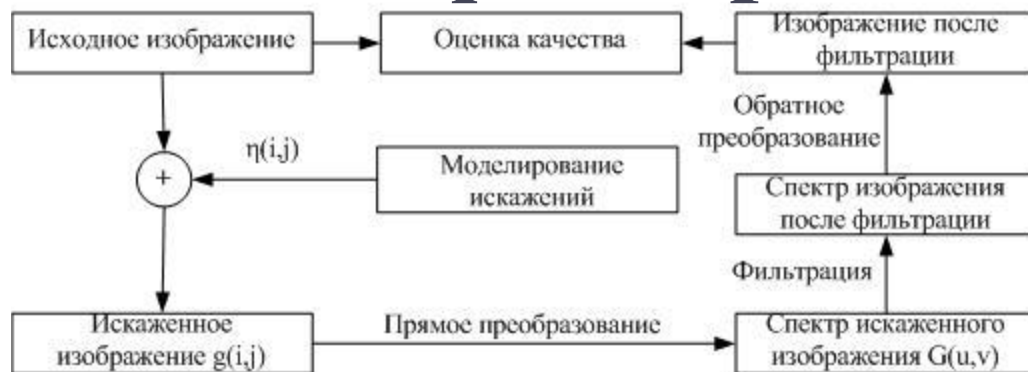 Исходное изображение
Оценка качества
Изображение после
фильтрации
Обратное
преобразование
η(i,j)
+
Моделирование
искажений
Спектр изображения
после фильтрации
Фильтрация
Искаженное
изображение g(i,j)
Прямое преобразование
Спектр искаженного
изображения G(u,v)